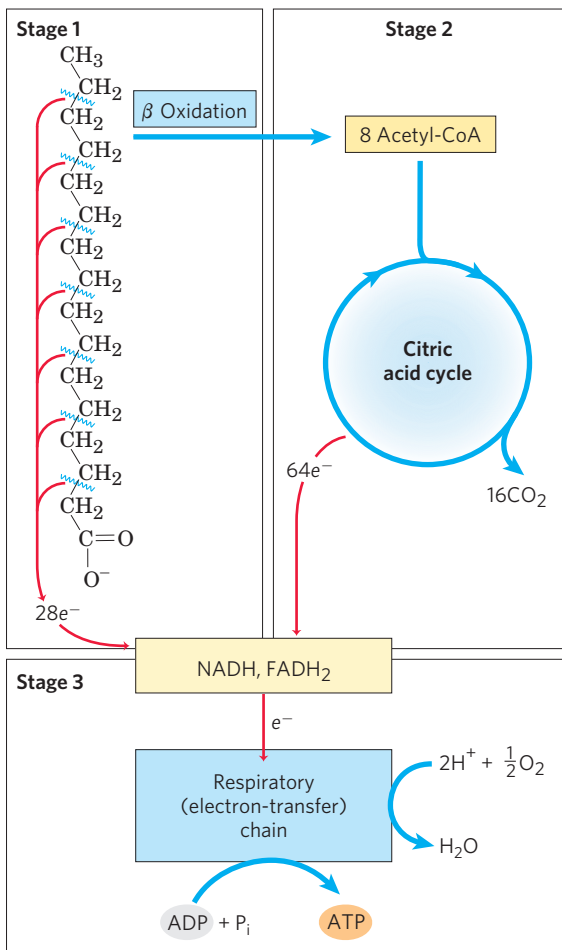 Stage 1
CH₃
CH₂
CH₂
CH₂
CH₂
CH₂
CH₂
CH₂
CH₂
CH₂
CH₂
CH₂
CH₂
CH₂
CH₂
C=O
O⁻
28e⁻
β Oxidation
Stage 2
8 Acetyl-CoA
Citric
acid cycle
64e⁻
16CO₂
NADH, FADH₂
Stage 3
e⁻
Respiratory
(electron-transfer)
chain
2H⁺ + ½O₂
H₂O
ADP + Pᵢ
ATP